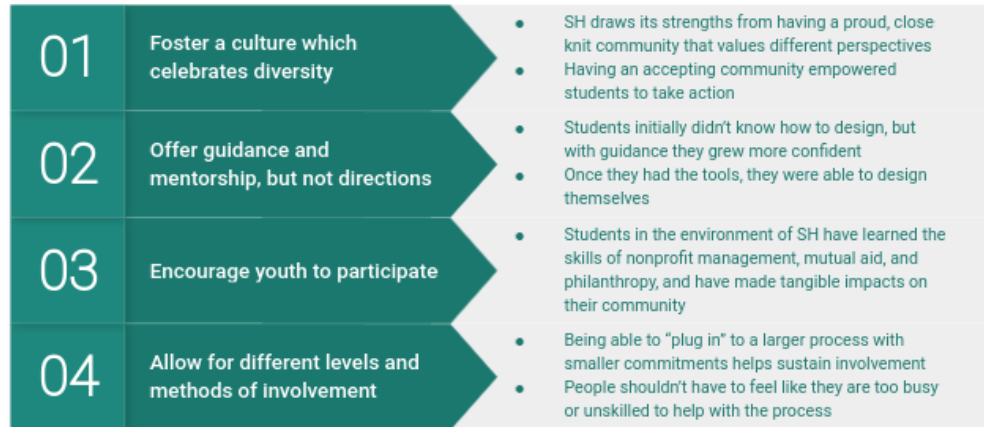 01
Foster a culture which
celebrates diversity
● SH draws its strengths from having a proud, close
knit community that values different perspectives
● Having an accepting community empowered
students to take action
02
Offer guidance and
mentorship, but not directions
● Students initially didn't know how to design, but
with guidance they grew more confident
● Once they had the tools, they were able to design
themselves
03
Encourage youth to participate
● Students in the environment of SH have learned the
skills of nonprofit management, mutual aid, and
philanthropy, and have made tangible impacts on
their community
04
Allow for different levels and
methods of involvement
● Being able to “plug in” to a larger process with
smaller commitments helps sustain involvement
● People shouldn't have to feel like they are too busy
or unskilled to help with the process